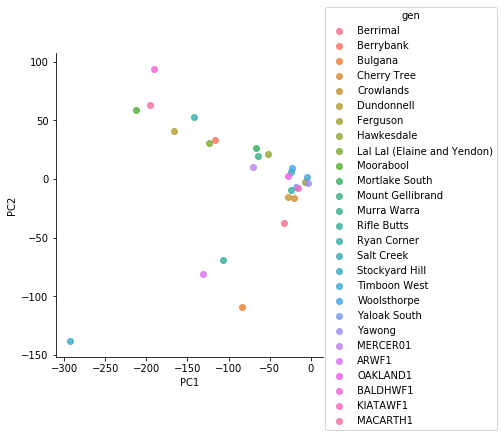 gen
Berrimal
Berrybank
Bulgana
Cherry Tree
Crowlands
Dundonnell
Ferguson
Hawkesdale
Lal Lal (Elaine and Yendon)
Moorabool
Mortlake South
Mount Gellibrand
Murra Warra
Rifle Butts
Ryan Corner
Salt Creek
Stockyard Hill
Timboon West
Woolsthorpe
Yaloak South
Yawong
MERCER01
ARWF1
OAKLAND1
BALDHWF1
KIATAWF1
MACARTH1
PC2
100
50
0
−50
−100
−150
−300 −250 −200 −150 −100 −50 0
PC1